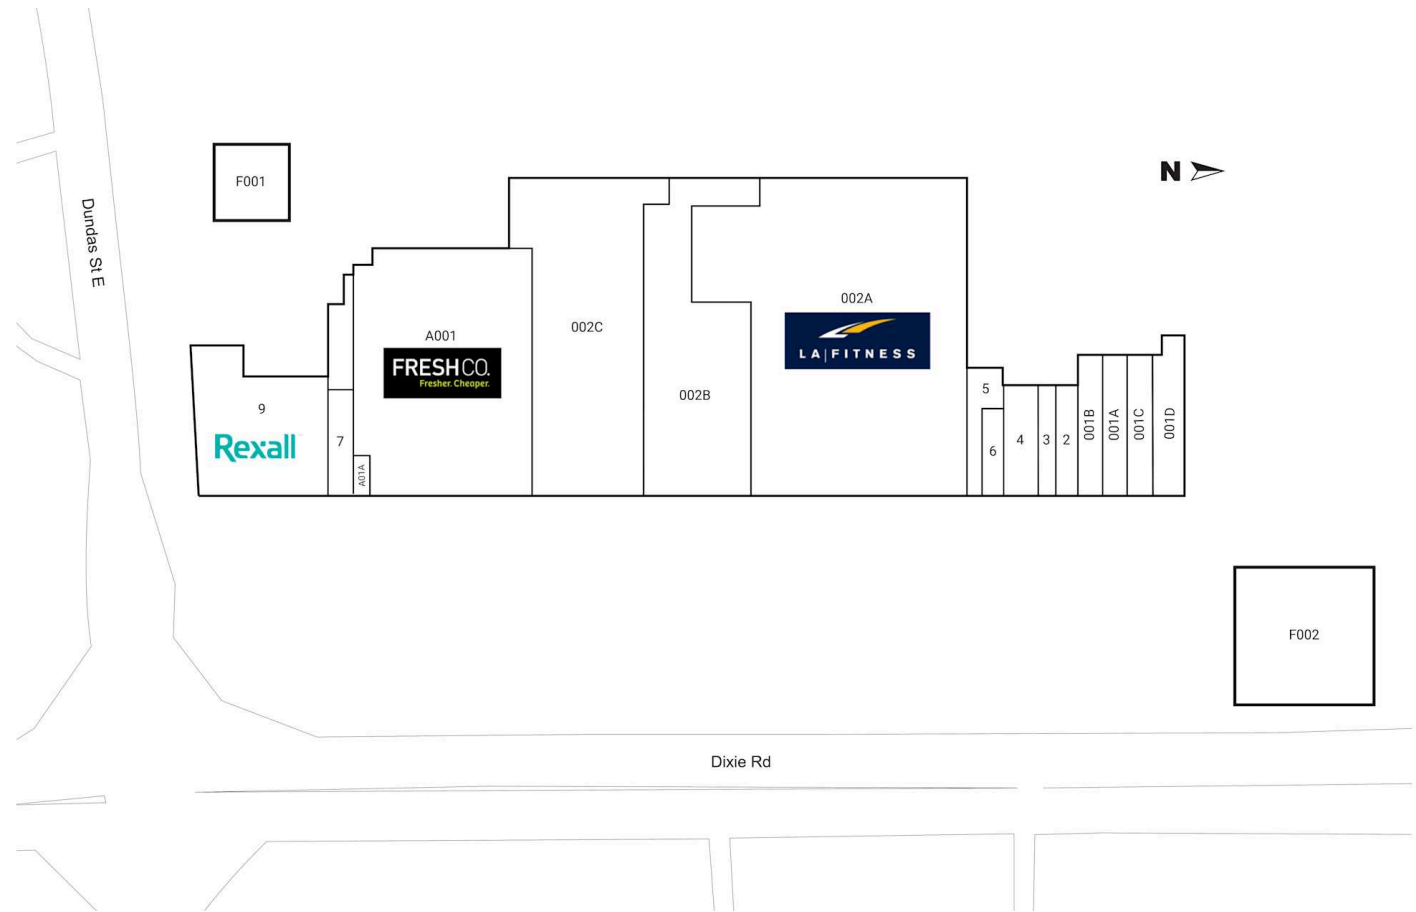 N
F001
Dundas St E
002A
LA|FITNESS
002C
A001
FRESHCO.
Fresher. Cheaper.
5
002B
9
Rexall
7
A01A
6
4
3
2
001B
001A
001C
001D
F002
Dixie Rd